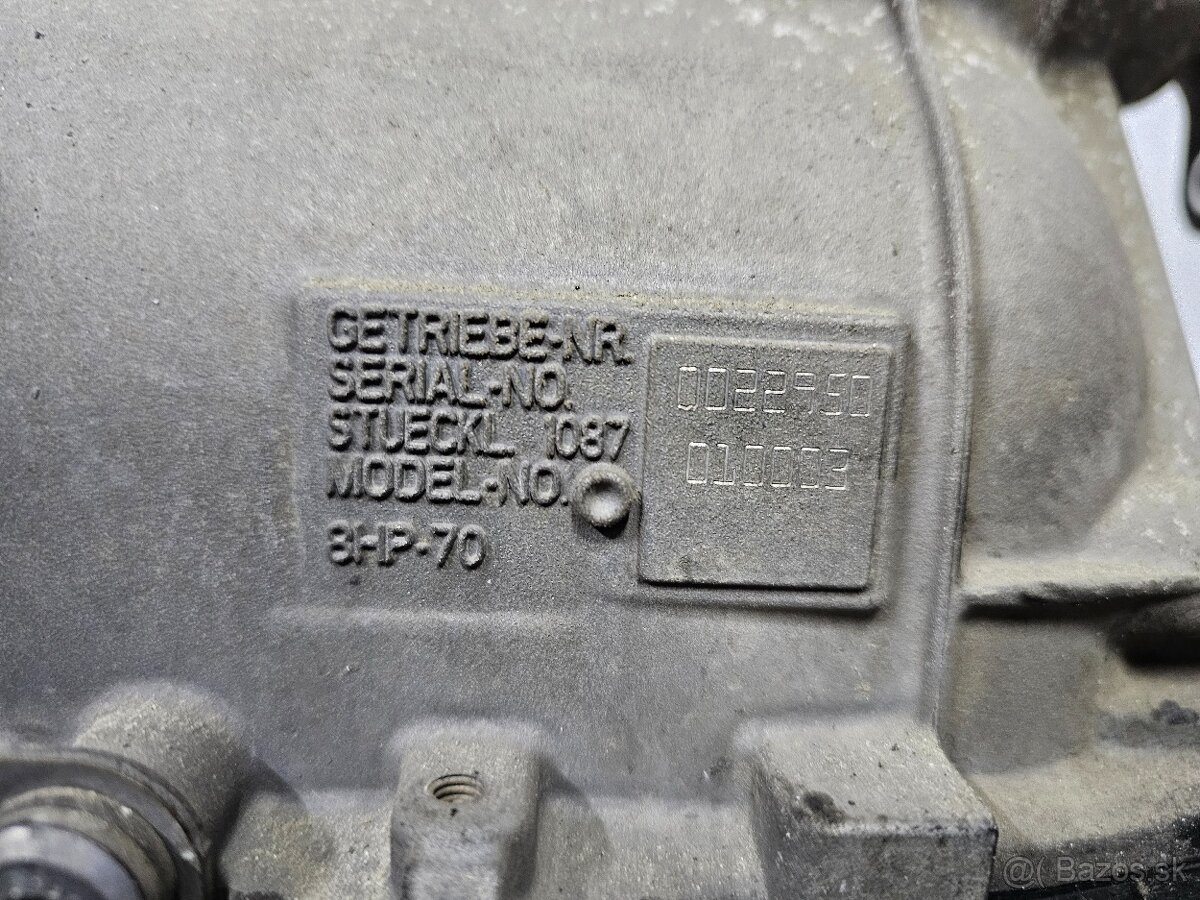 GETRIEBE-NR.
SERIAL-NO.
0022950
STUECKL. 1087
MODEL-NO.
010003
8HP-70
@( Bazos.sk